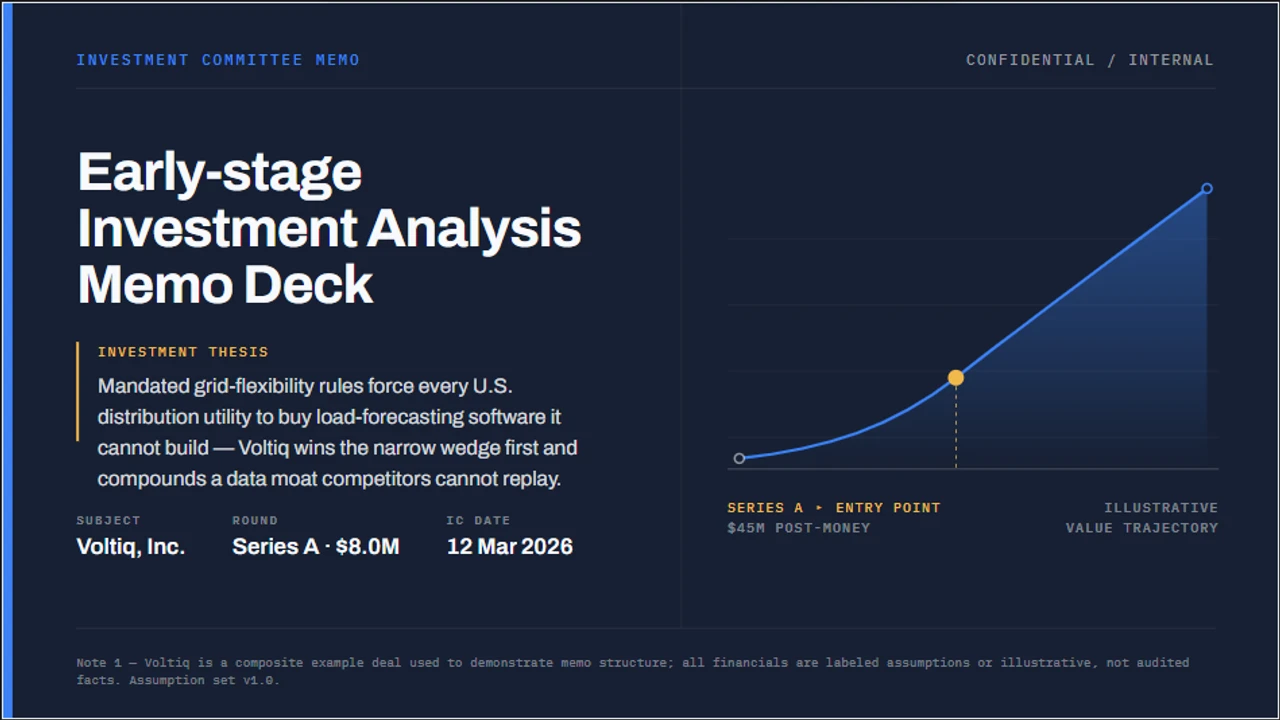 INVESTMENT COMMITTEE MEMO
CONFIDENTIAL / INTERNAL
Early-stage
Investment Analysis
Memo Deck
INVESTMENT THESIS
Mandated grid-flexibility rules force every U.S.
distribution utility to buy load-forecasting software it
cannot build — Voltiq wins the narrow wedge first and
compounds a data moat competitors cannot replay.
SUBJECT
Voltiq, Inc.
ROUND
Series A · $8.0M
IC DATE
12 Mar 2026
SERIES A ▸ ENTRY POINT
$45M POST-MONEY
ILLUSTRATIVE
VALUE TRAJECTORY
Note 1 — Voltiq is a composite example deal used to demonstrate memo structure; all financials are labeled assumptions or illustrative, not audited
facts. Assumption set v1.0.